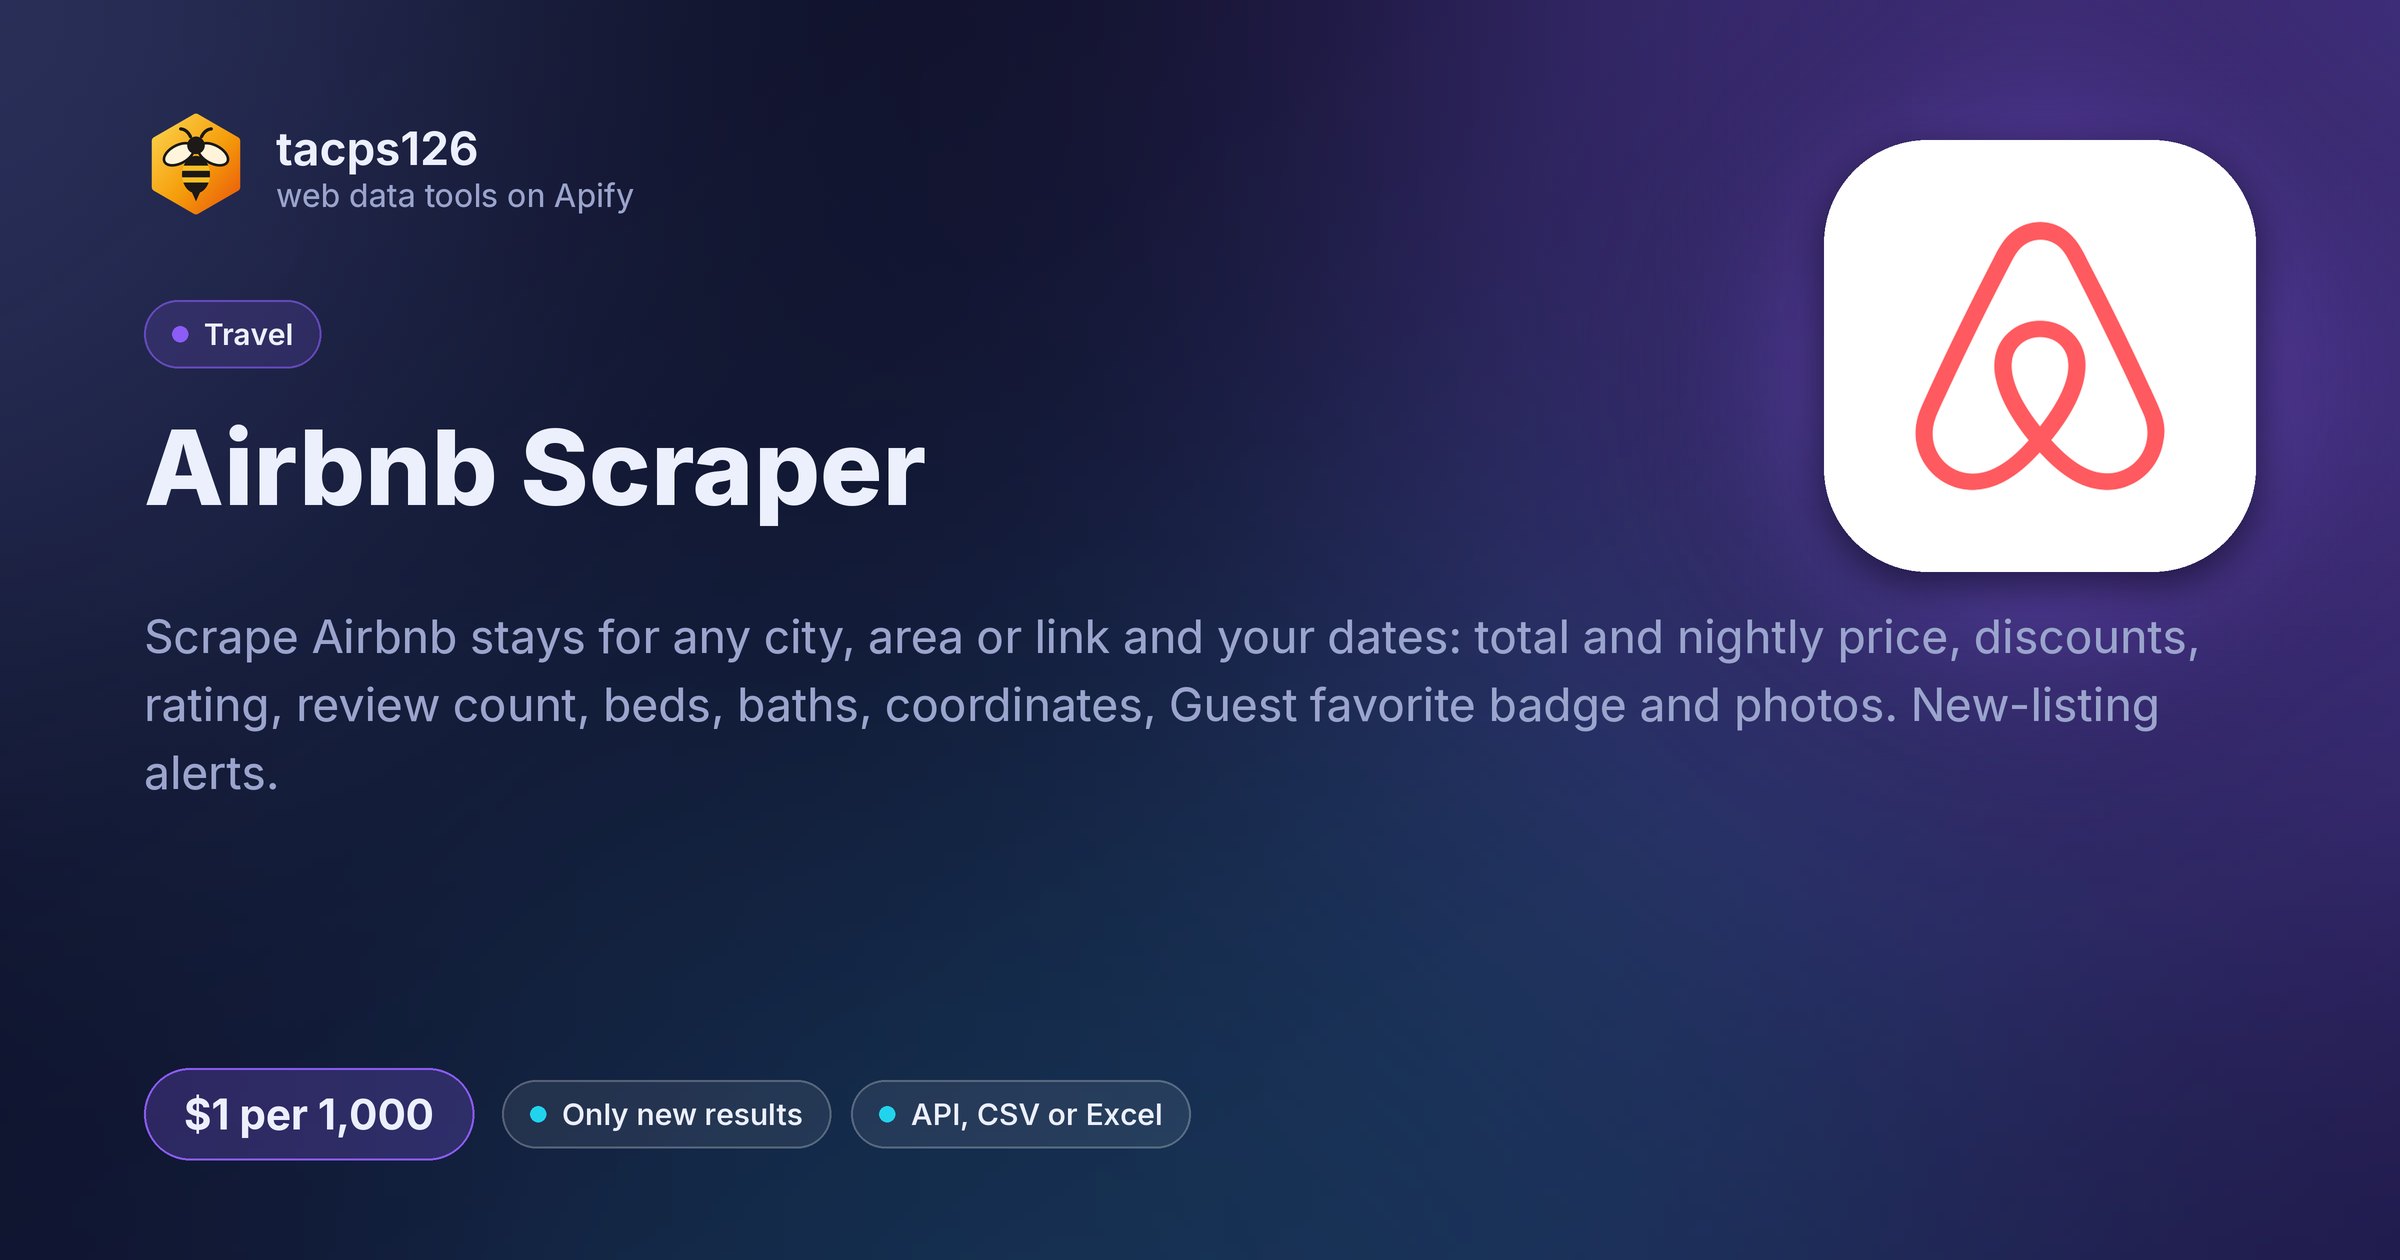 tacps126
web data tools on Apify
Travel
Airbnb Scraper
Scrape Airbnb stays for any city, area or link and your dates: total and nightly price, discounts,
rating, review count, beds, baths, coordinates, Guest favorite badge and photos. New-listing
alerts.
$1 per 1,000
Only new results
API, CSV or Excel